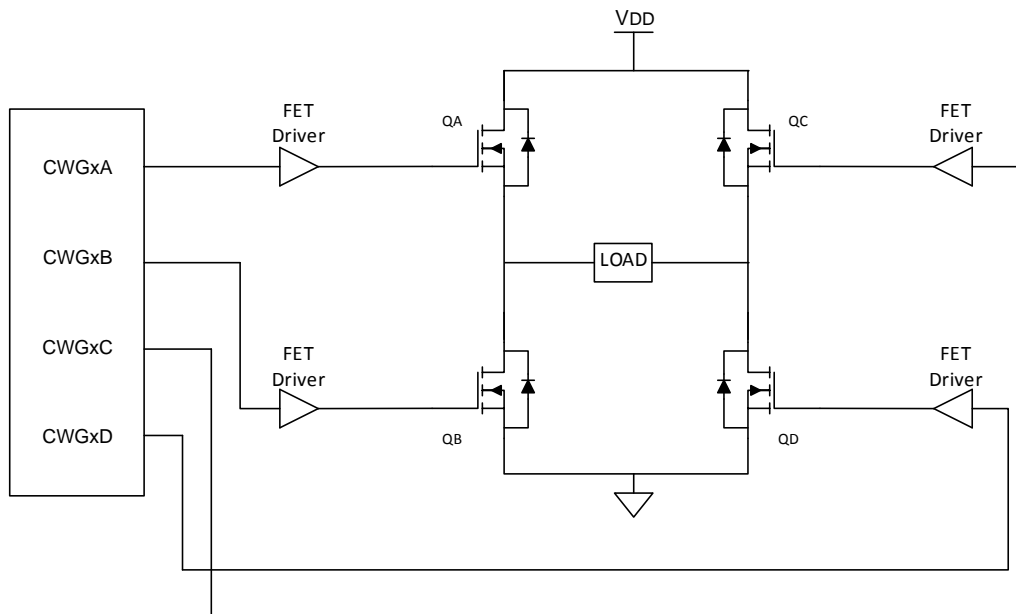 VDD
FET
Driver
QA
QC
FET
Driver
CWGxA
CWGxB
LOAD
CWGxC
FET
Driver
FET
Driver
CWGxD
QB
QD